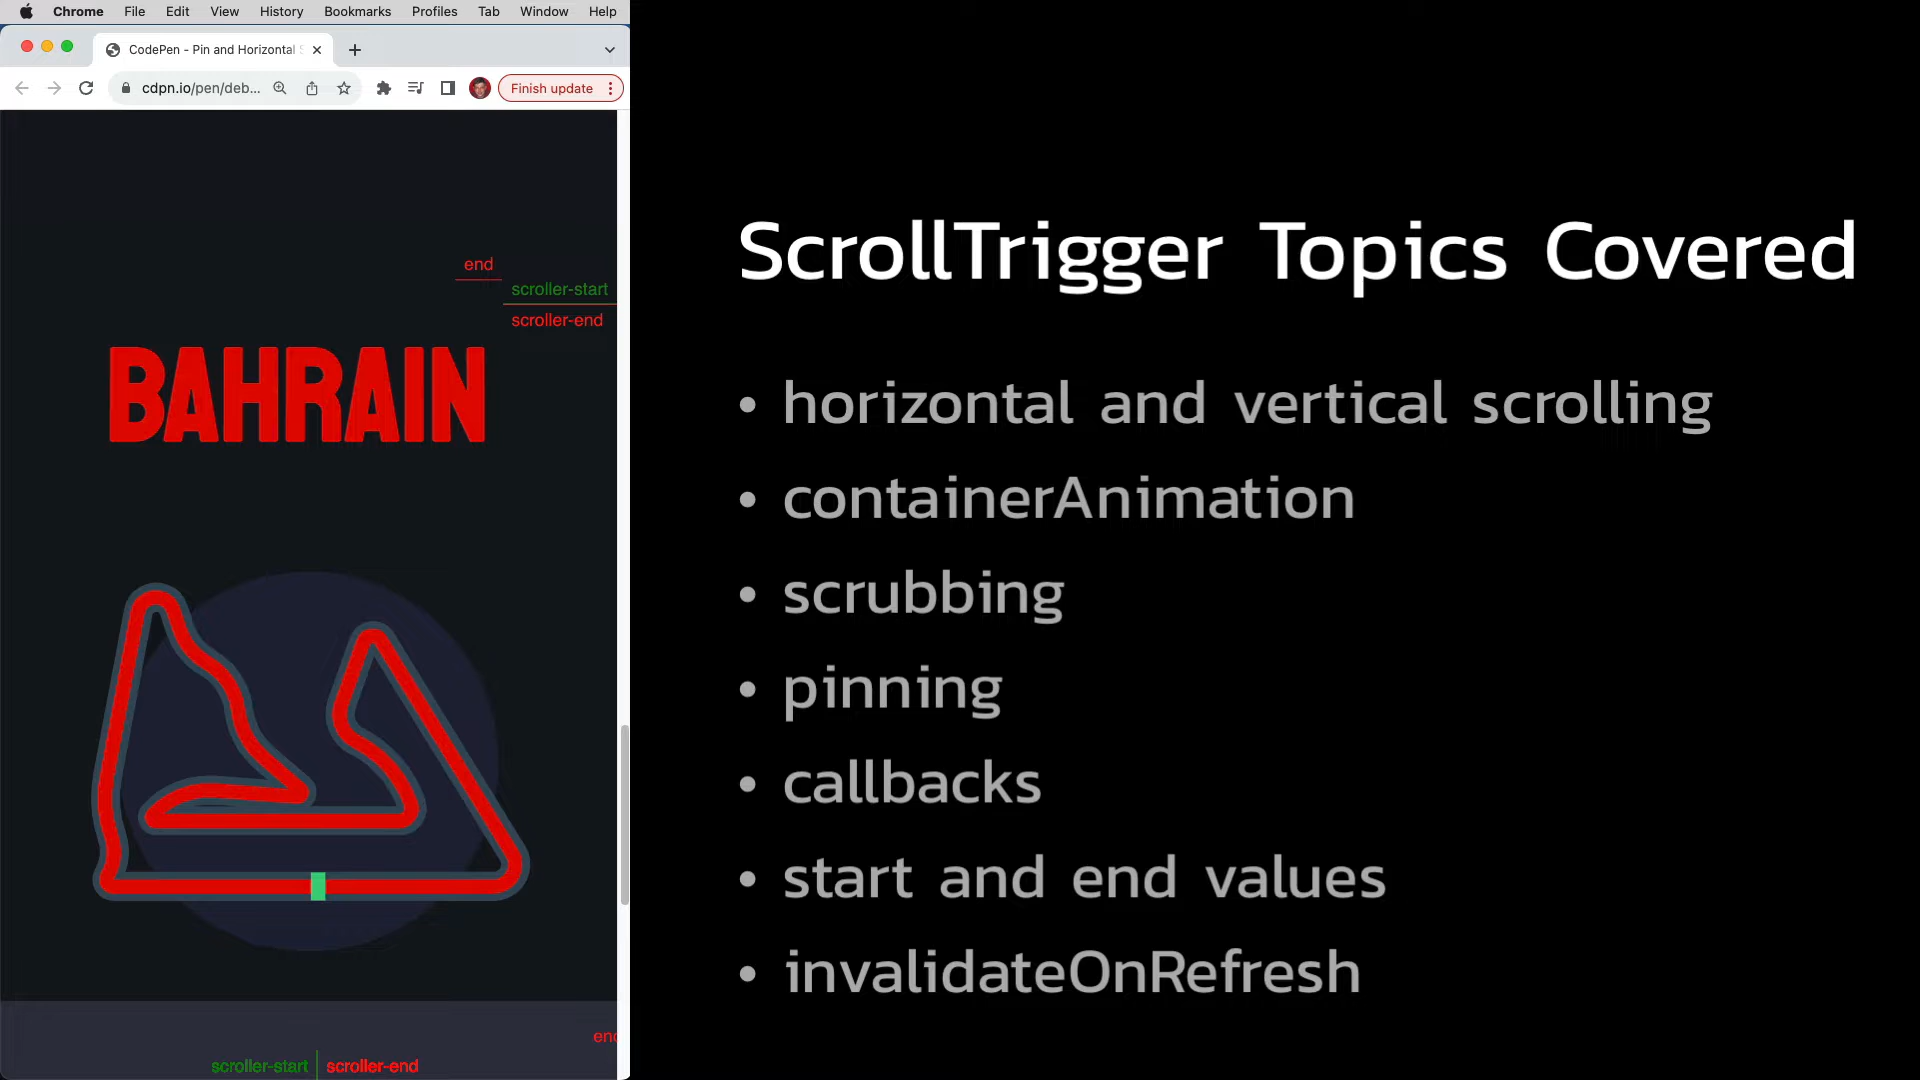 Chrome File Edit View History Bookmarks Profiles Tab Window Help
CodePen - Pin and Horizontal
cdpn.io/pen/deb... Finish update
end
scroller-start
scroller-end
BAHRAIN
end
scroller-start scroller-end
ScrollTrigger Topics Covered
• horizontal and vertical scrolling
• containerAnimation
• scrubbing
• pinning
• callbacks
• start and end values
• invalidateOnRefresh